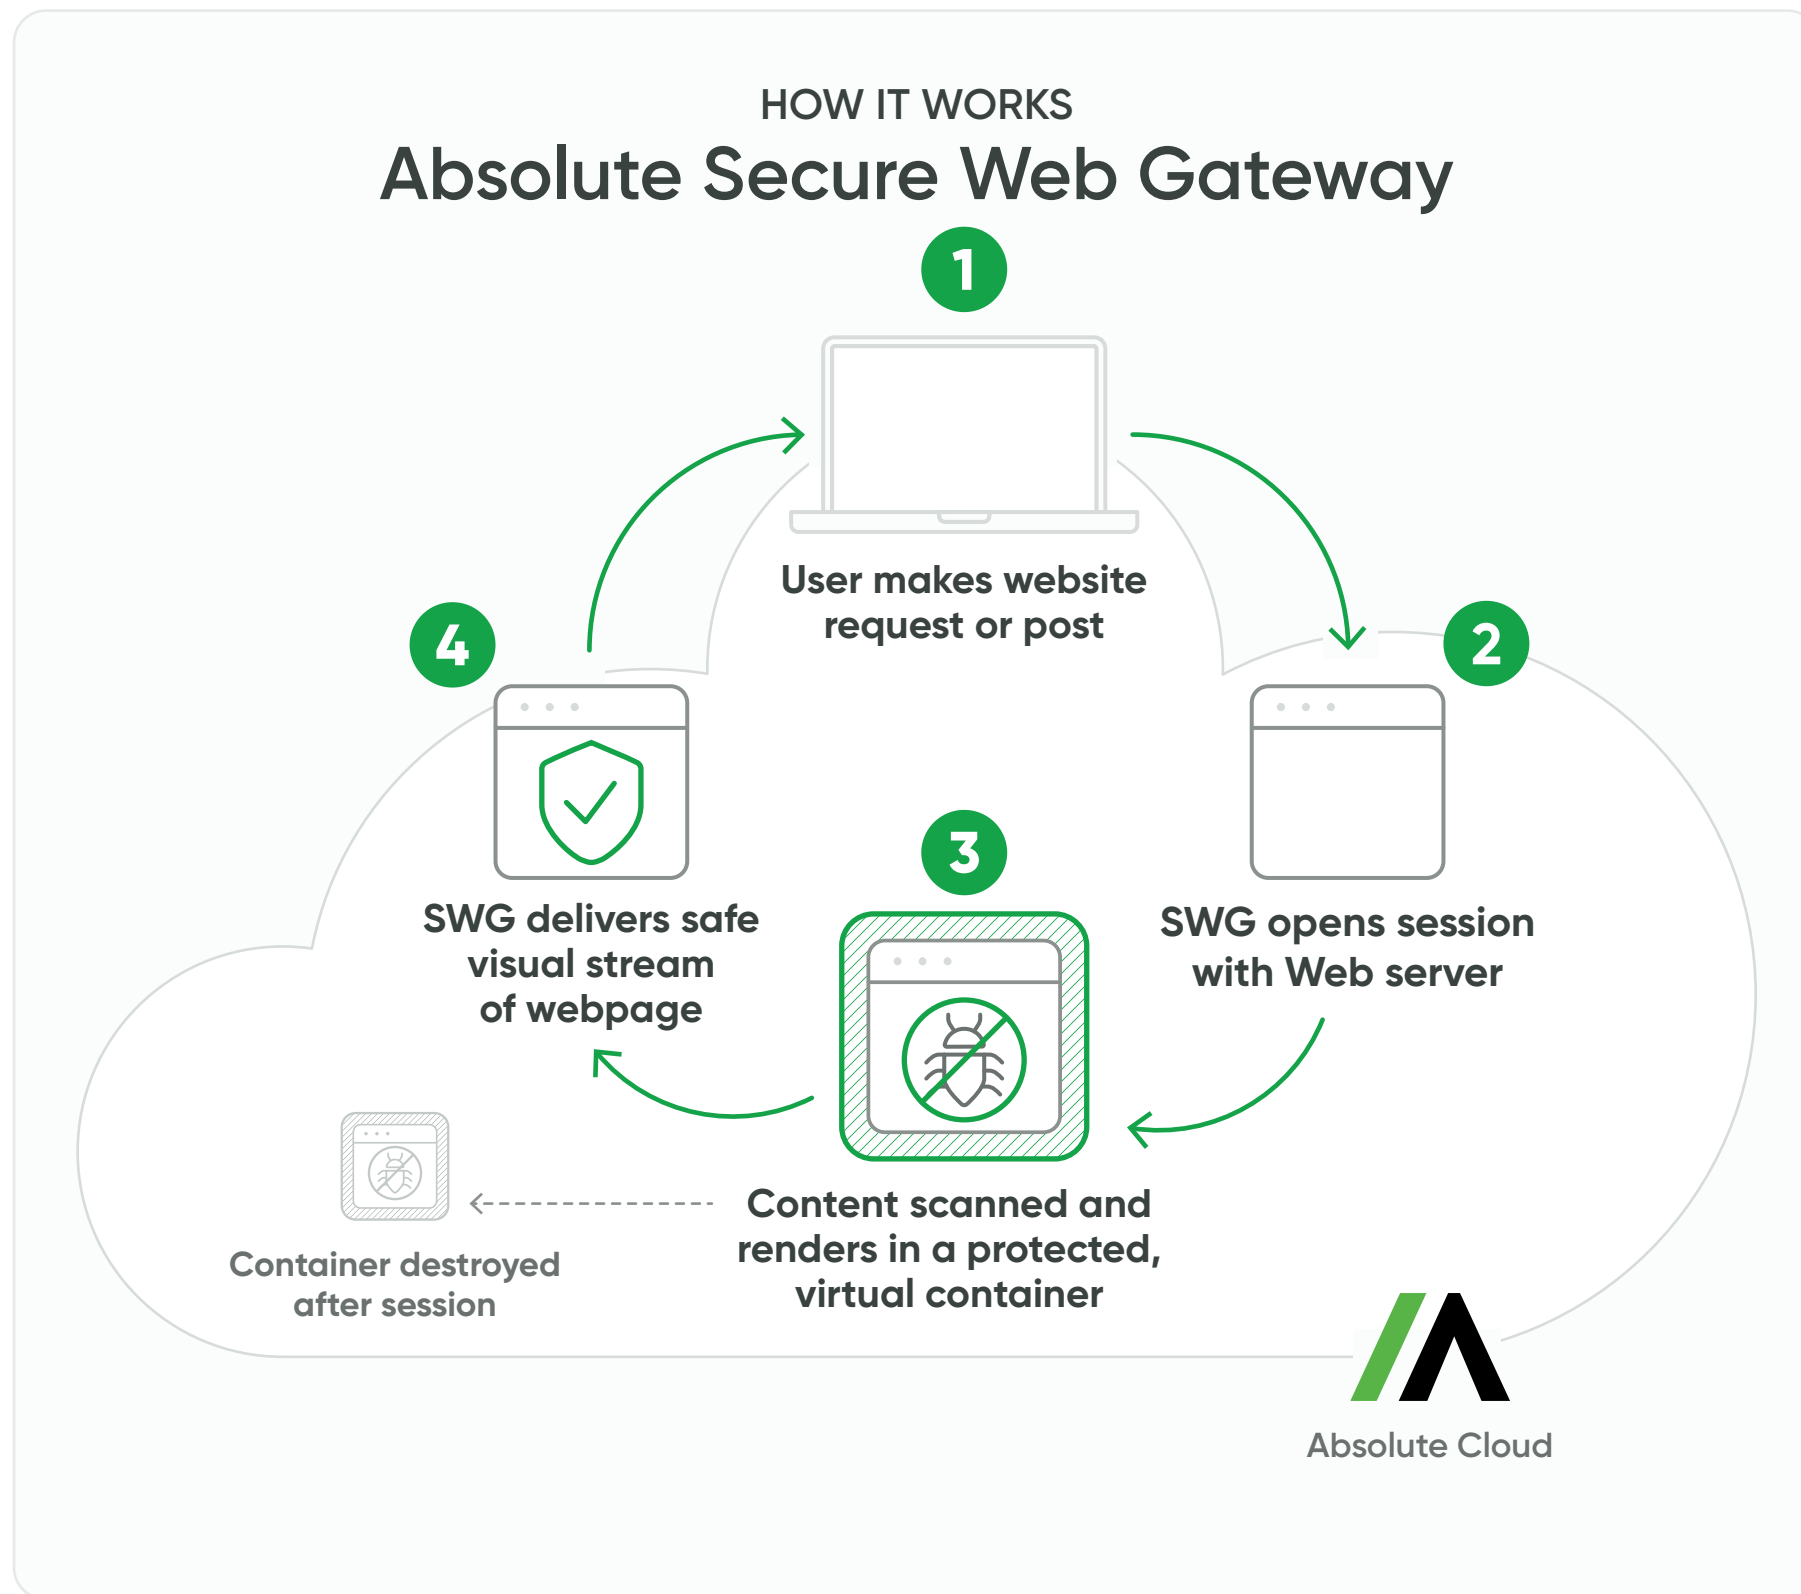 HOW IT WORKS
Absolute Secure Web Gateway
1
User makes website
request or post
2
SWG opens session
with Web server
3
Content scanned and
renders in a protected,
virtual container
4
SWG delivers safe
visual stream
of webpage
Container destroyed
after session
Absolute Cloud